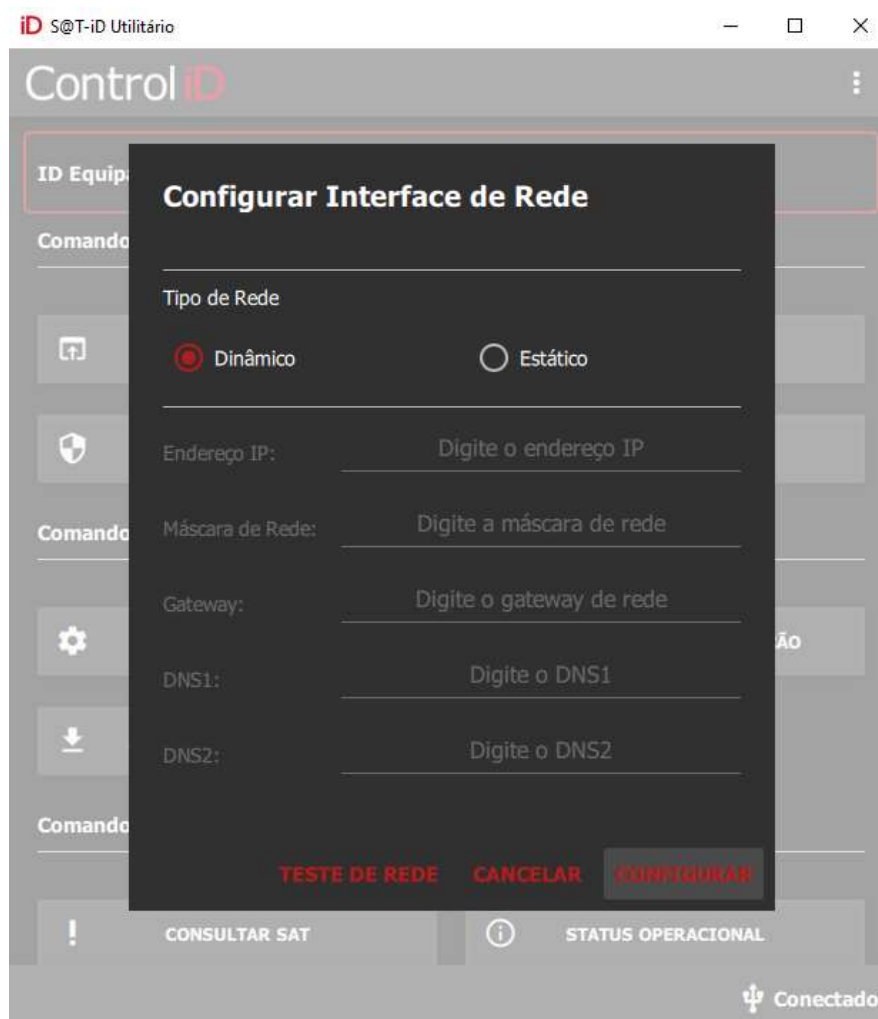 iD S@T-iD Utilitário
Control iD
ID Equip
Configurar Interface de Rede
Comando
Tipo de Rede
Dinâmico Estático
Endereço IP: Digite o endereço IP
Máscara de Rede: Digite a máscara de rede
Comando
Gateway: Digite o gateway de rede
ÃO
DNS1: Digite o DNS1
DNS2: Digite o DNS2
Comando
TESTE DE REDE CANCELAR CONFIGURAR
CONSULTAR SAT STATUS OPERACIONAL
Conectado